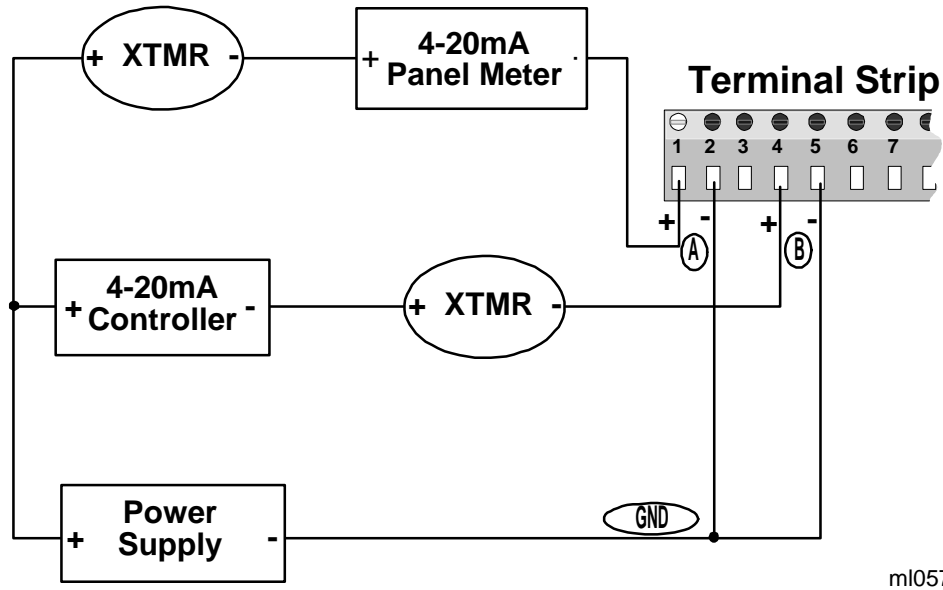 + XTMR -
+ 4-20mA
Panel Meter -
Terminal Strip
1 2 3 4 5 6 7
+ - + -
A B
+ 4-20mA
Controller -
+ XTMR -
GND
+ Power
Supply -
ml057